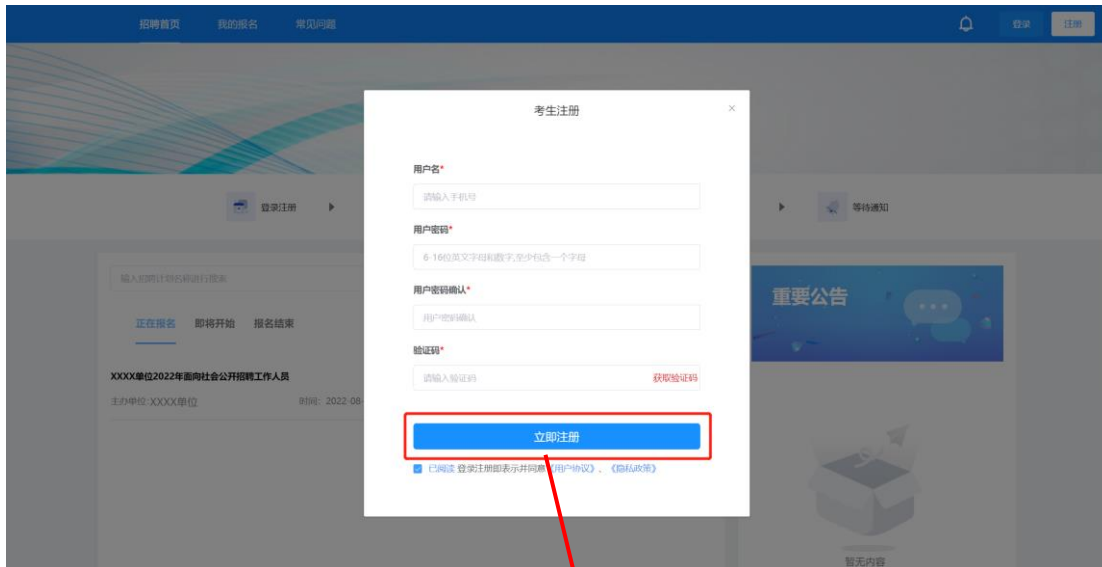 招聘首页 我的报名 常见问题 登录 注册
考生注册
用户名*
请输入手机号
登录注册 等待通知
用户密码*
6-16位英文字母和数字,至少包含一个字母
输入招聘计划名称进行搜索
用户密码确认*
用户密码确认
重要公告
正在报名 即将开始 报名结束
验证码*
请输入验证码 获取验证码
XXXX单位2022年面向社会公开招聘工作人员
主办单位:XXXX单位 时间: 2022-08-
立即注册
已阅读 登录注册即表示并同意《用户协议》、《隐私政策》
暂无内容